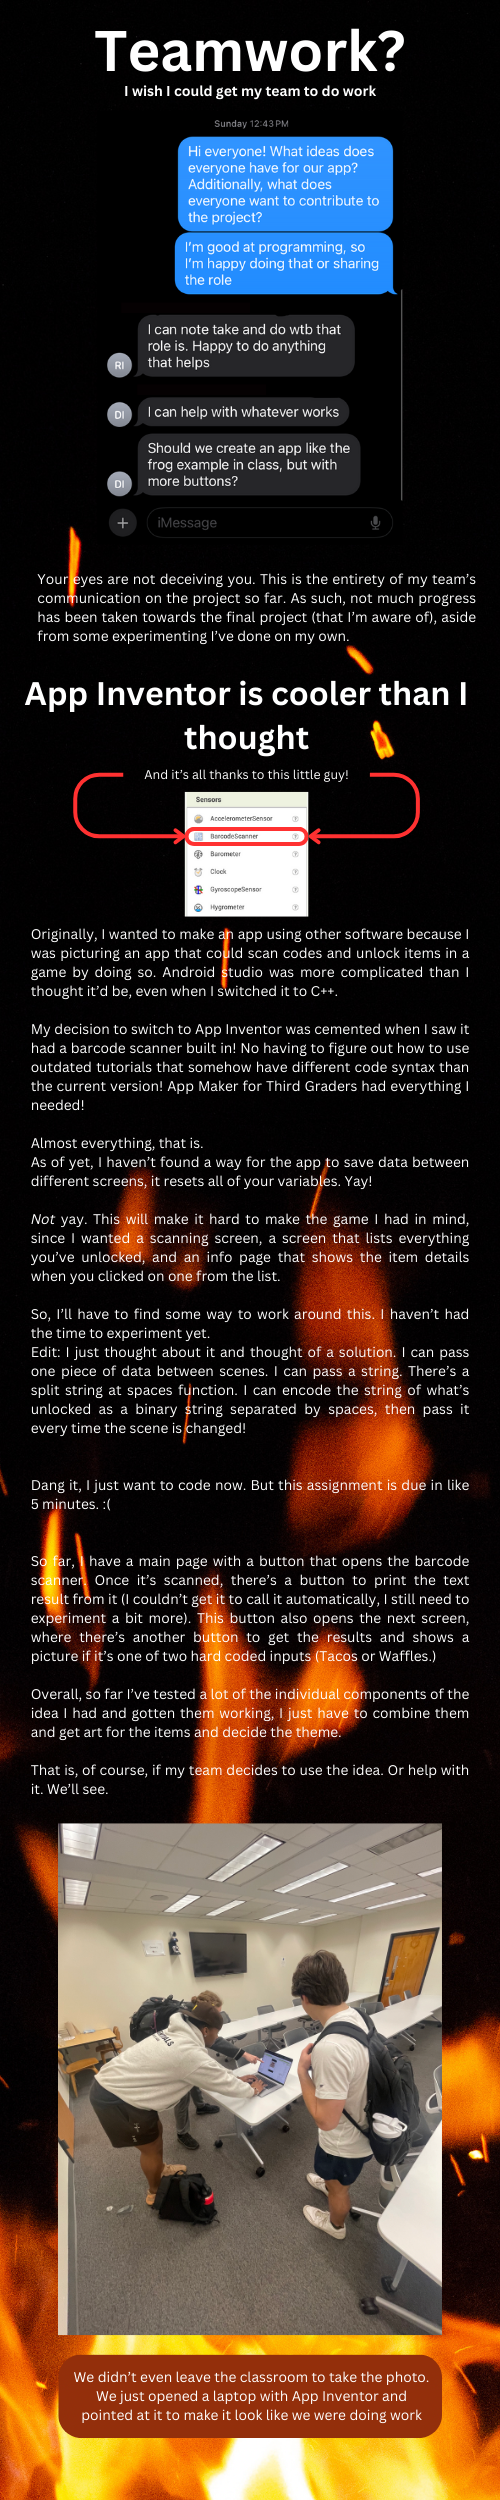 Teamwork?
I wish I could get my team to do work
Sunday 12:43 PM
Hi everyone! What ideas does
everyone have for our app?
Additionally, what does
everyone want to contribute to
the project?
I'm good at programming, so
I'm happy doing that or sharing
the role
I can note take and do wtb that
role is. Happy to do anything
that helps
RI
I can help with whatever works
DI
Should we create an app like the
frog example in class, but with
more buttons?
DI
+
iMessage
Your eyes are not deceiving you. This is the entirety of my team's
communication on the project so far. As such, not much progress
has been taken towards the final project (that I'm aware of), aside
from some experimenting I've done on my own.
App Inventor is cooler than I
thought
And it's all thanks to this little guy!
Sensors
AccelerometerSensor ?
BarcodeScanner ?
Barometer ?
Clock ?
GyroscopeSensor ?
Hygrometer ?
Originally, I wanted to make an app using other software because I
was picturing an app that could scan codes and unlock items in a
game by doing so. Android studio was more complicated than I
thought it'd be, even when I switched it to C++.
My decision to switch to App Inventor was cemented when I saw it
had a barcode scanner built in! No having to figure out how to use
outdated tutorials that somehow have different code syntax than
the current version! App Maker for Third Graders had everything I
needed!
Almost everything, that is.
As of yet, I haven't found a way for the app to save data between
different screens, it resets all of your variables. Yay!
Not yay. This will make it hard to make the game I had in mind,
since I wanted a scanning screen, a screen that lists everything
you've unlocked, and an info page that shows the item details
when you clicked on one from the list.
So, I'll have to find some way to work around this. I haven't had
the time to experiment yet.
Edit: I just thought about it and thought of a solution. I can pass
one piece of data between scenes. I can pass a string. There's a
split string at spaces function. I can encode the string of what's
unlocked as a binary string separated by spaces, then pass it
every time the scene is changed!
Dang it, I just want to code now. But this assignment is due in like
5 minutes. :(
So far, I have a main page with a button that opens the barcode
scanner. Once it's scanned, there's a button to print the text
result from it (I couldn't get it to call it automatically, I still need to
experiment a bit more). This button also opens the next screen,
where there's another button to get the results and shows a
picture if it's one of two hard coded inputs (Tacos or Waffles.)
Overall, so far I've tested a lot of the individual components of the
idea I had and gotten them working, I just have to combine them
and get art for the items and decide the theme.
That is, of course, if my team decides to use the idea. Or help with
it. We'll see.
We didn't even leave the classroom to take the photo.
We just opened a laptop with App Inventor and
pointed at it to make it look like we were doing work